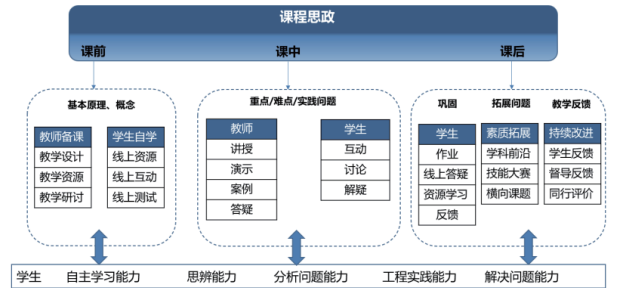 课程思政
课前
课中
课后
基本原理、概念
教师备课
教学设计
教学资源
教学研讨
学生自学
线上资源
线上互动
线上测试
重点/难点/实践问题
教师
讲授
演示
案例
答疑
学生
互动
讨论
解疑
巩固
学生
作业
线上答疑
资源学习
反馈
拓展问题
素质拓展
学科前沿
技能大赛
横向课题
教学反馈
持续改进
学生反馈
督导反馈
同行评价
学生 自主学习能力 思辨能力 分析问题能力 工程实践能力 解决问题能力